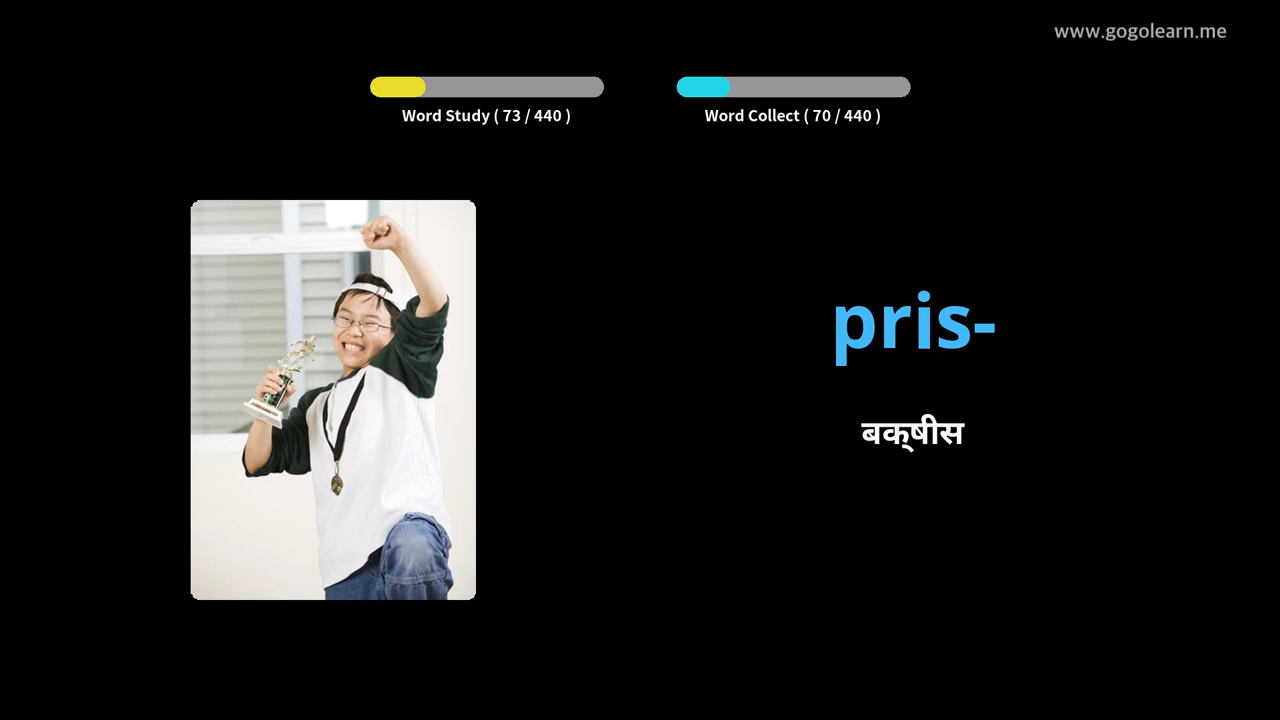 www.gogolearn.me
Word Study ( 73 / 440 )
Word Collect ( 70 / 440 )
pris-
बक्षीस